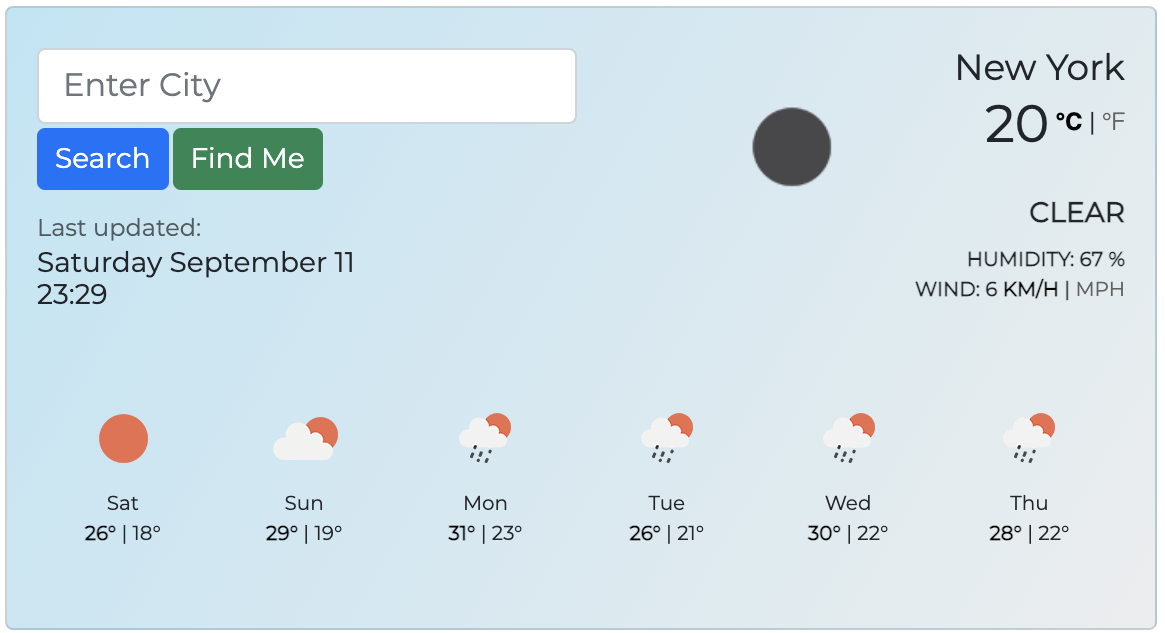 Enter City
Search
Find Me
Last updated:
Saturday September 11
23:29
New York
20 °C | °F
CLEAR
HUMIDITY: 67 %
WIND: 6 KM/H | MPH
Sat
26° | 18°
Sun
29° | 19°
Mon
31° | 23°
Tue
26° | 21°
Wed
30° | 22°
Thu
28° | 22°